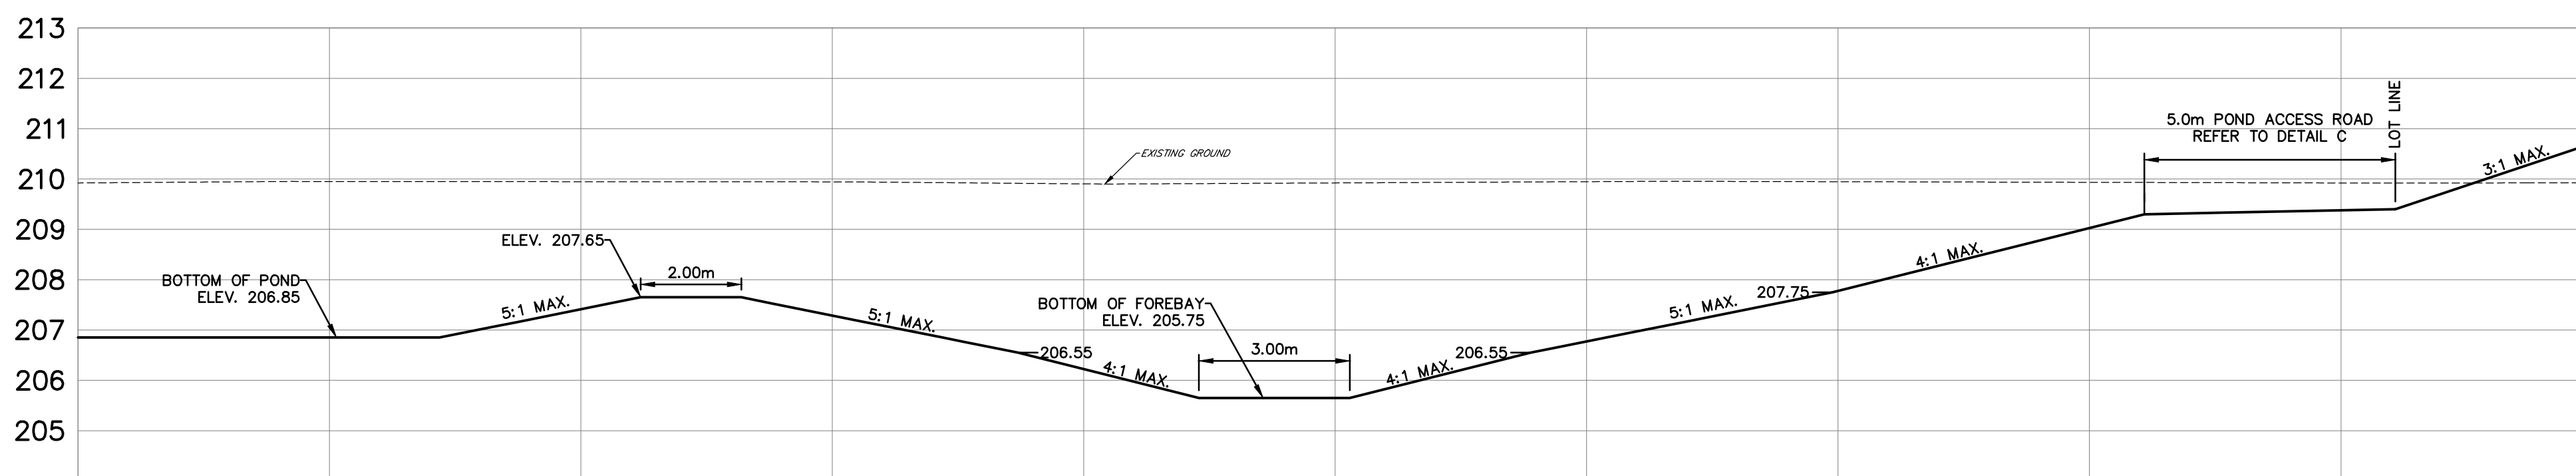 213
212
211
210
209
208
207
206
205
EXISTING GROUND
5.0m POND ACCESS ROAD
REFER TO DETAIL C
LOT LINE
3:1 MAX.
ELEV. 207.65
2.00m
BOTTOM OF POND
ELEV. 206.85
5:1 MAX.
5:1 MAX.
206.55
4:1 MAX.
BOTTOM OF FOREBAY
ELEV. 205.75
3.00m
4:1 MAX.
206.55
5:1 MAX.
207.75
4:1 MAX.